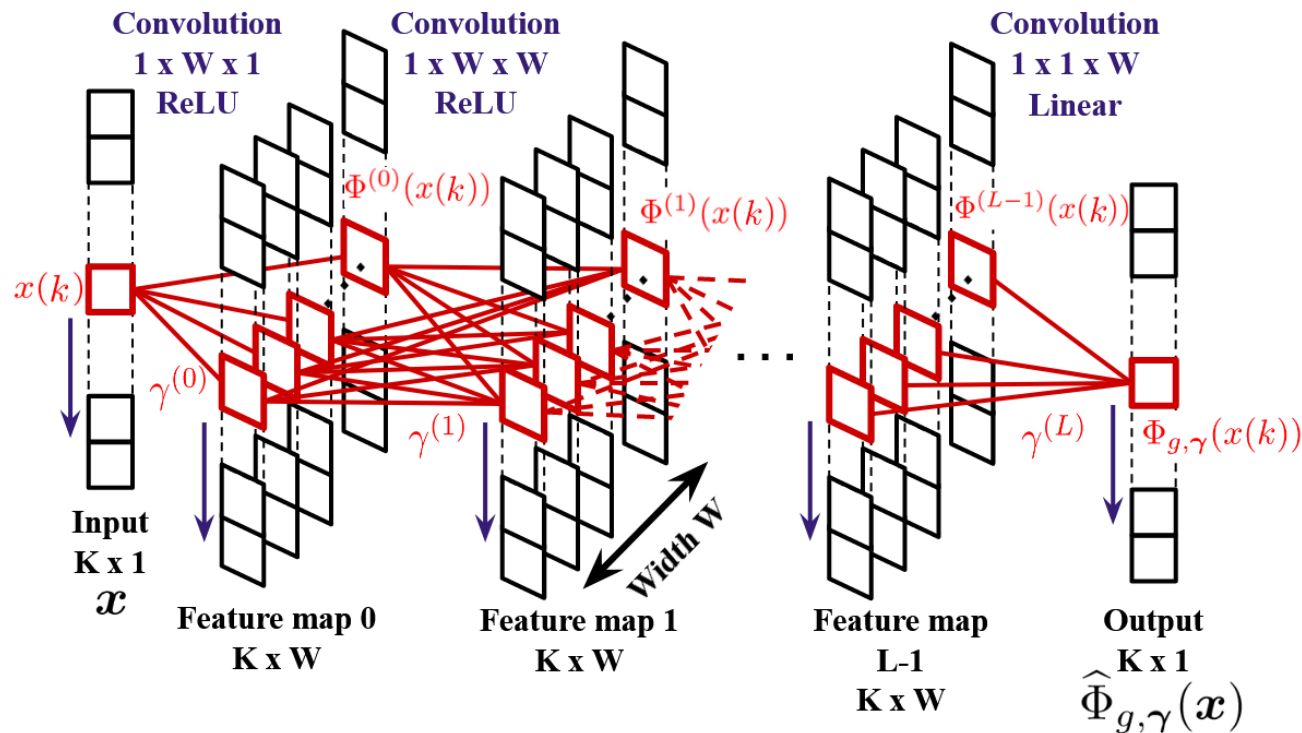 Convolution
1 x W x 1
ReLU
Convolution
1 x W x W
ReLU
Convolution
1 x 1 x W
Linear
Φ^{(0)}(x(k))
Φ^{(1)}(x(k))
Φ^{(L-1)}(x(k))
x(k)
γ^{(0)}
γ^{(1)}
...
γ^{(L)}
Φ_{g,γ}(x(k))
Width W
Input
K x 1
x
Feature map 0
K x W
Feature map 1
K x W
Feature map
L-1
K x W
Output
K x 1
\widehat{Φ}_{g,γ}(x)